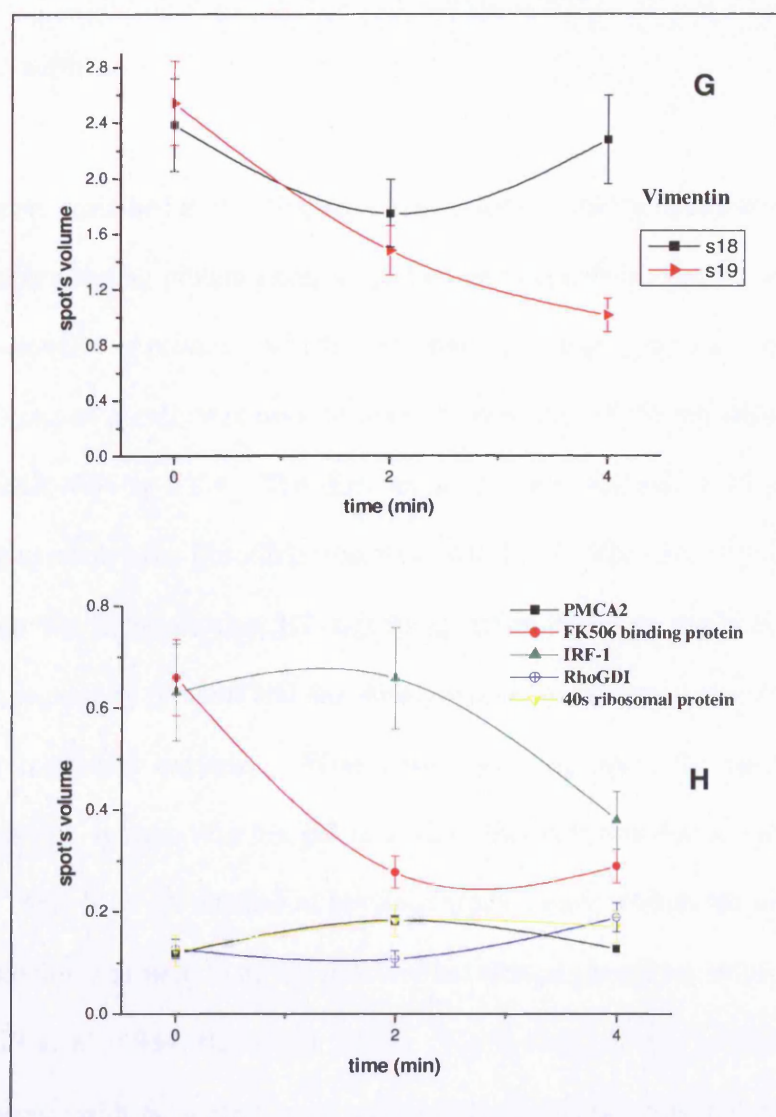 2.8
G
2.4
2.0
Vimentin
1.6
s18
s19
1.2
0.8
0.4
0.0
spot's volume
0 2 4
time (min)
PMCA2
FK506 binding protein
IRF-1
RhoGDI
40s ribosomal protein
0.8
0.6
H
0.4
0.2
0.0
spot's volume
0 2 4
time (min)